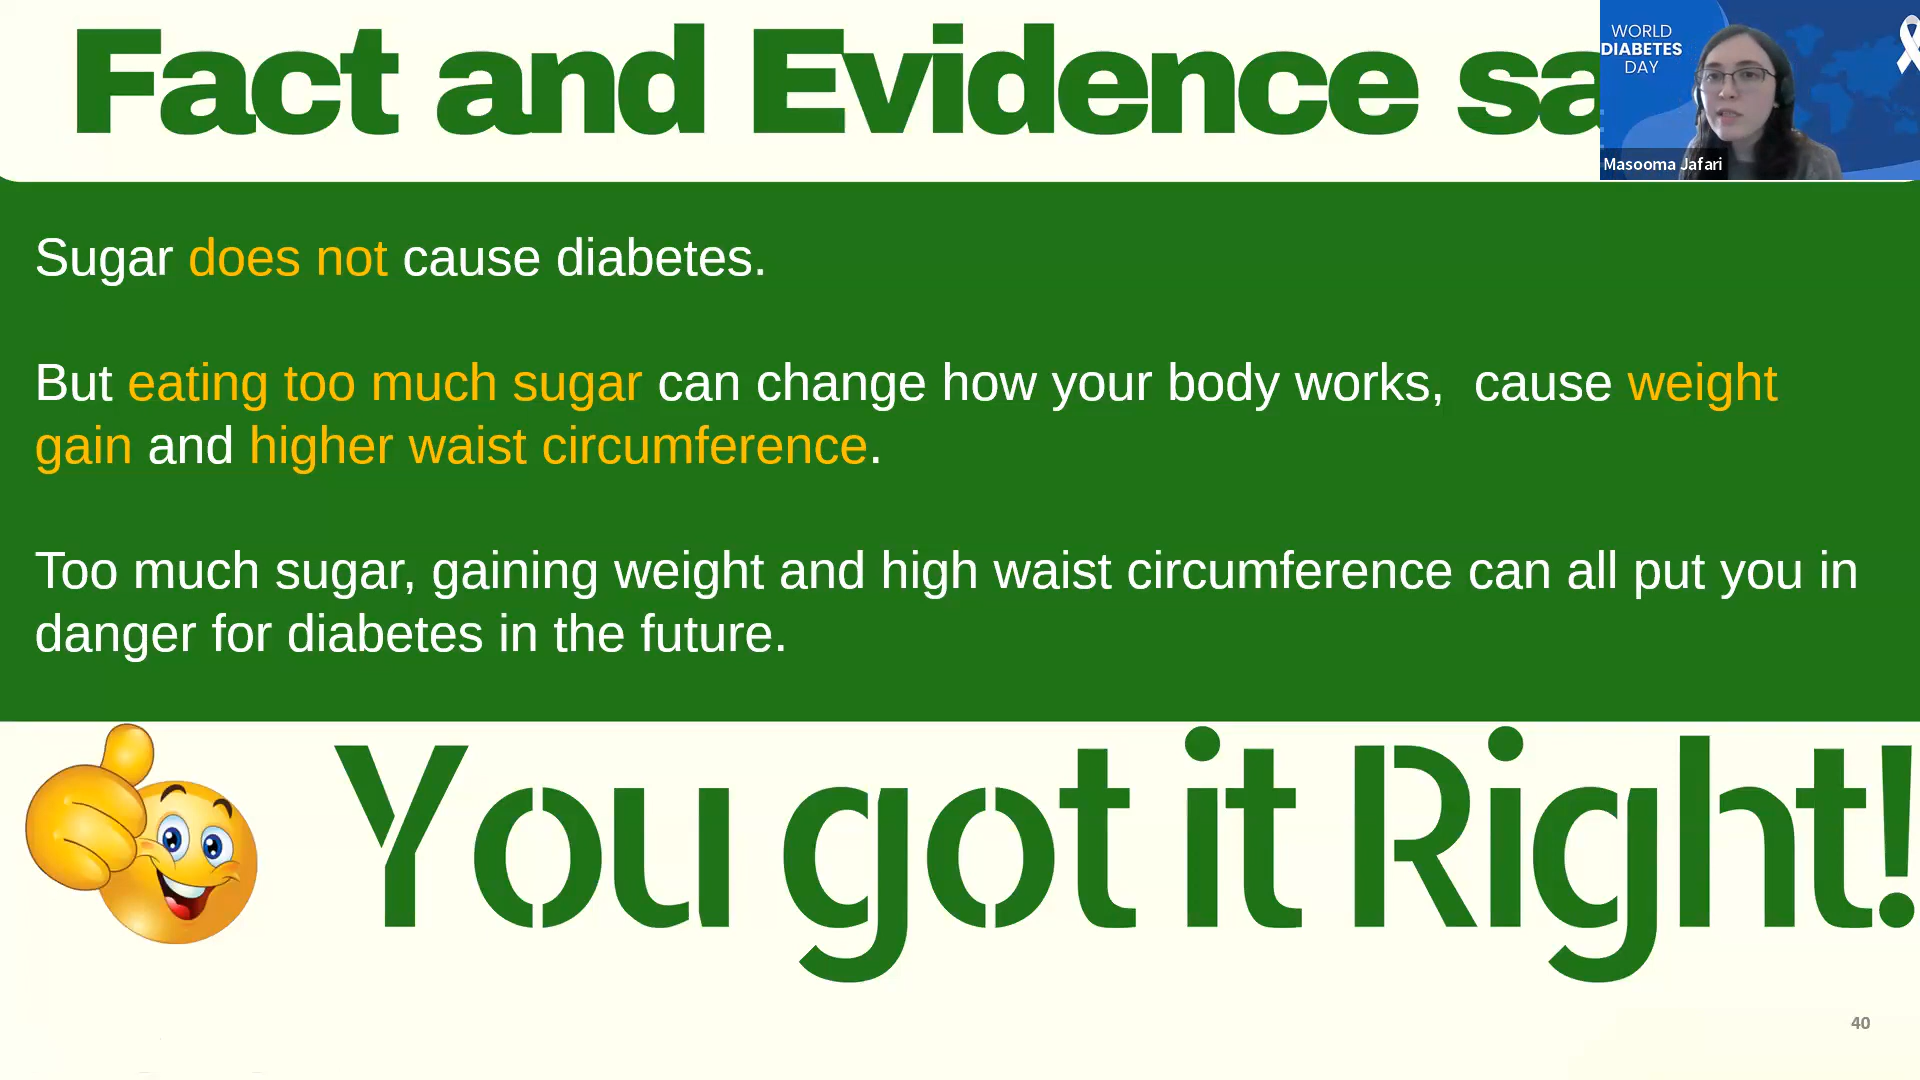 Fact and Evidence sa
WORLD
DIABETES
DAY
Masooma Jafari
Sugar does not cause diabetes.
But eating too much sugar can change how your body works,  cause weight
gain and higher waist circumference.
Too much sugar, gaining weight and high waist circumference can all put you in
danger for diabetes in the future.
You got it Right!
40